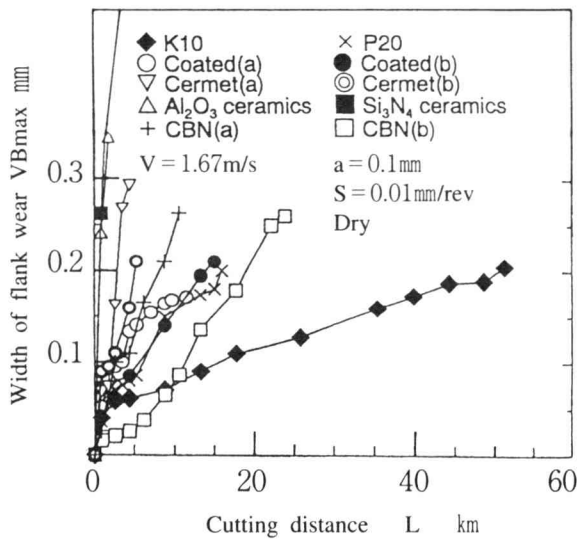 K10
P20
Coated(a)
Coated(b)
Cermet(a)
Cermet(b)
Al₂O₃ ceramics
Si₃N₄ ceramics
CBN(a)
CBN(b)
V = 1.67m/s
a = 0.1mm
S = 0.01mm/rev
Dry
Width of flank wear VBmax mm
0.3
0.2
0.1
0
20
40
60
Cutting distance L km